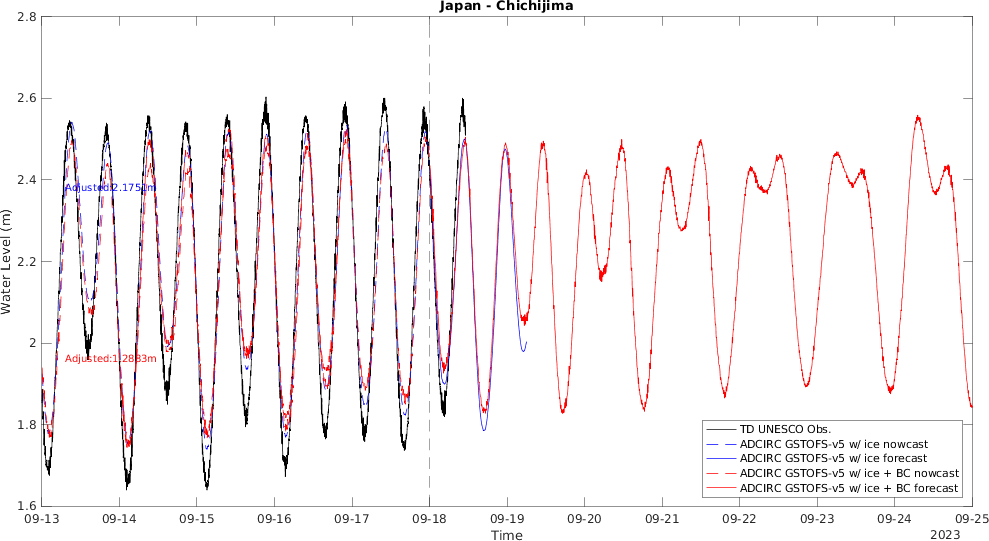 Japan - Chichijima
2.8
2.6
2.4
2.2
2
1.8
1.6
Water Level (m)
Adjusted:2.1751m
Adjusted:1.2883m
TD UNESCO Obs.
ADCIRC GSTOFS-v5 w/ ice nowcast
ADCIRC GSTOFS-v5 w/ ice forecast
ADCIRC GSTOFS-v5 w/ ice + BC nowcast
ADCIRC GSTOFS-v5 w/ ice + BC forecast
09-13 09-14 09-15 09-16 09-17 09-18 09-19 09-20 09-21 09-22 09-23 09-24 09-25
Time
2023